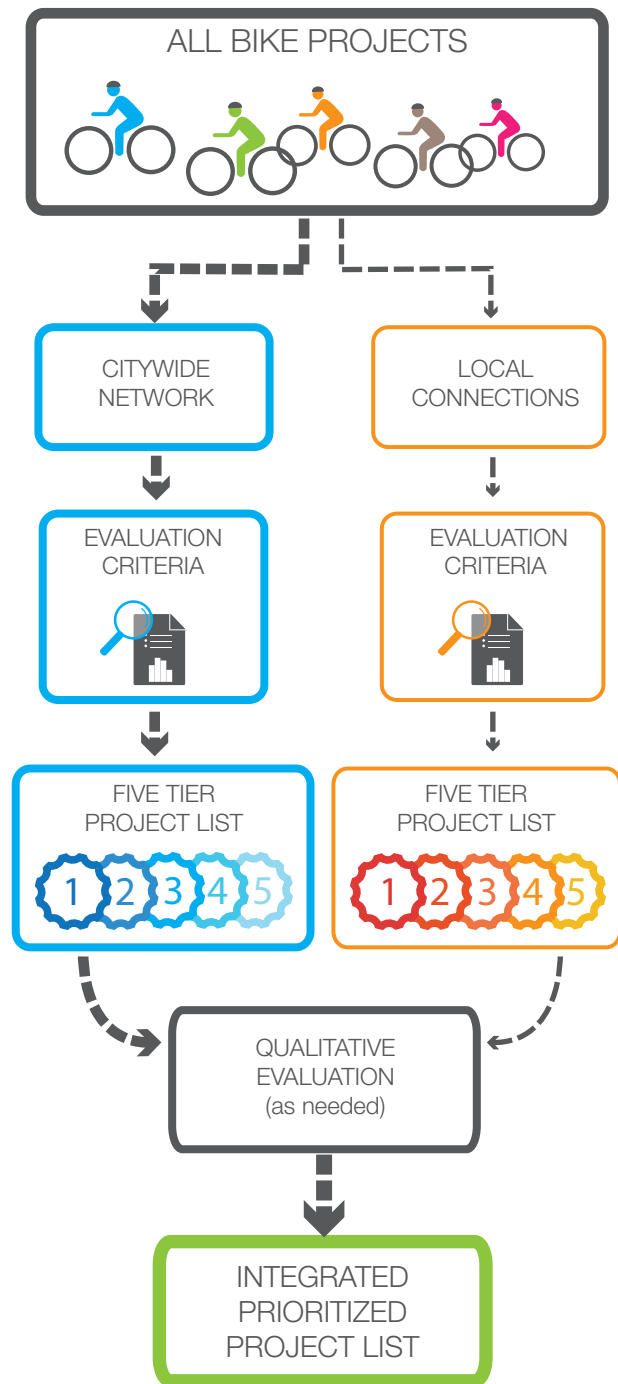 ALL BIKE PROJECTS
CITYWIDE
NETWORK
LOCAL
CONNECTIONS
EVALUATION
CRITERIA
EVALUATION
CRITERIA
FIVE TIER
PROJECT LIST
1 2 3 4 5
FIVE TIER
PROJECT LIST
1 2 3 4 5
QUALITATIVE
EVALUATION
(as needed)
INTEGRATED
PRIORITIZED
PROJECT LIST